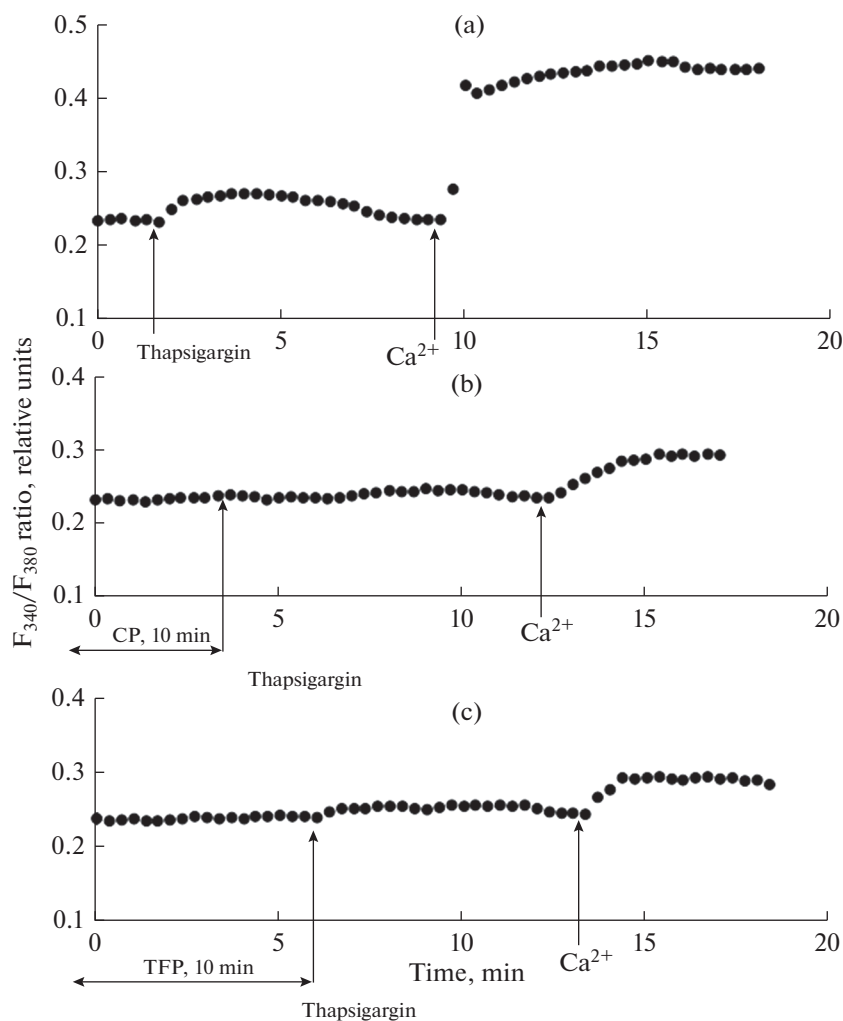 F₃₄₀/F₃₈₀ ratio, relative units
(a)
0.5
0.4
0.3
0.2
0.1
0 5 10 15 20
Thapsigargin Ca²⁺
(b)
0.4
0.3
0.2
0.1
0 5 10 15 20
CP, 10 min Ca²⁺
Thapsigargin
(c)
0.4
0.3
0.2
0.1
0 5 10 15 20
TFP, 10 min Time, min Ca²⁺
Thapsigargin